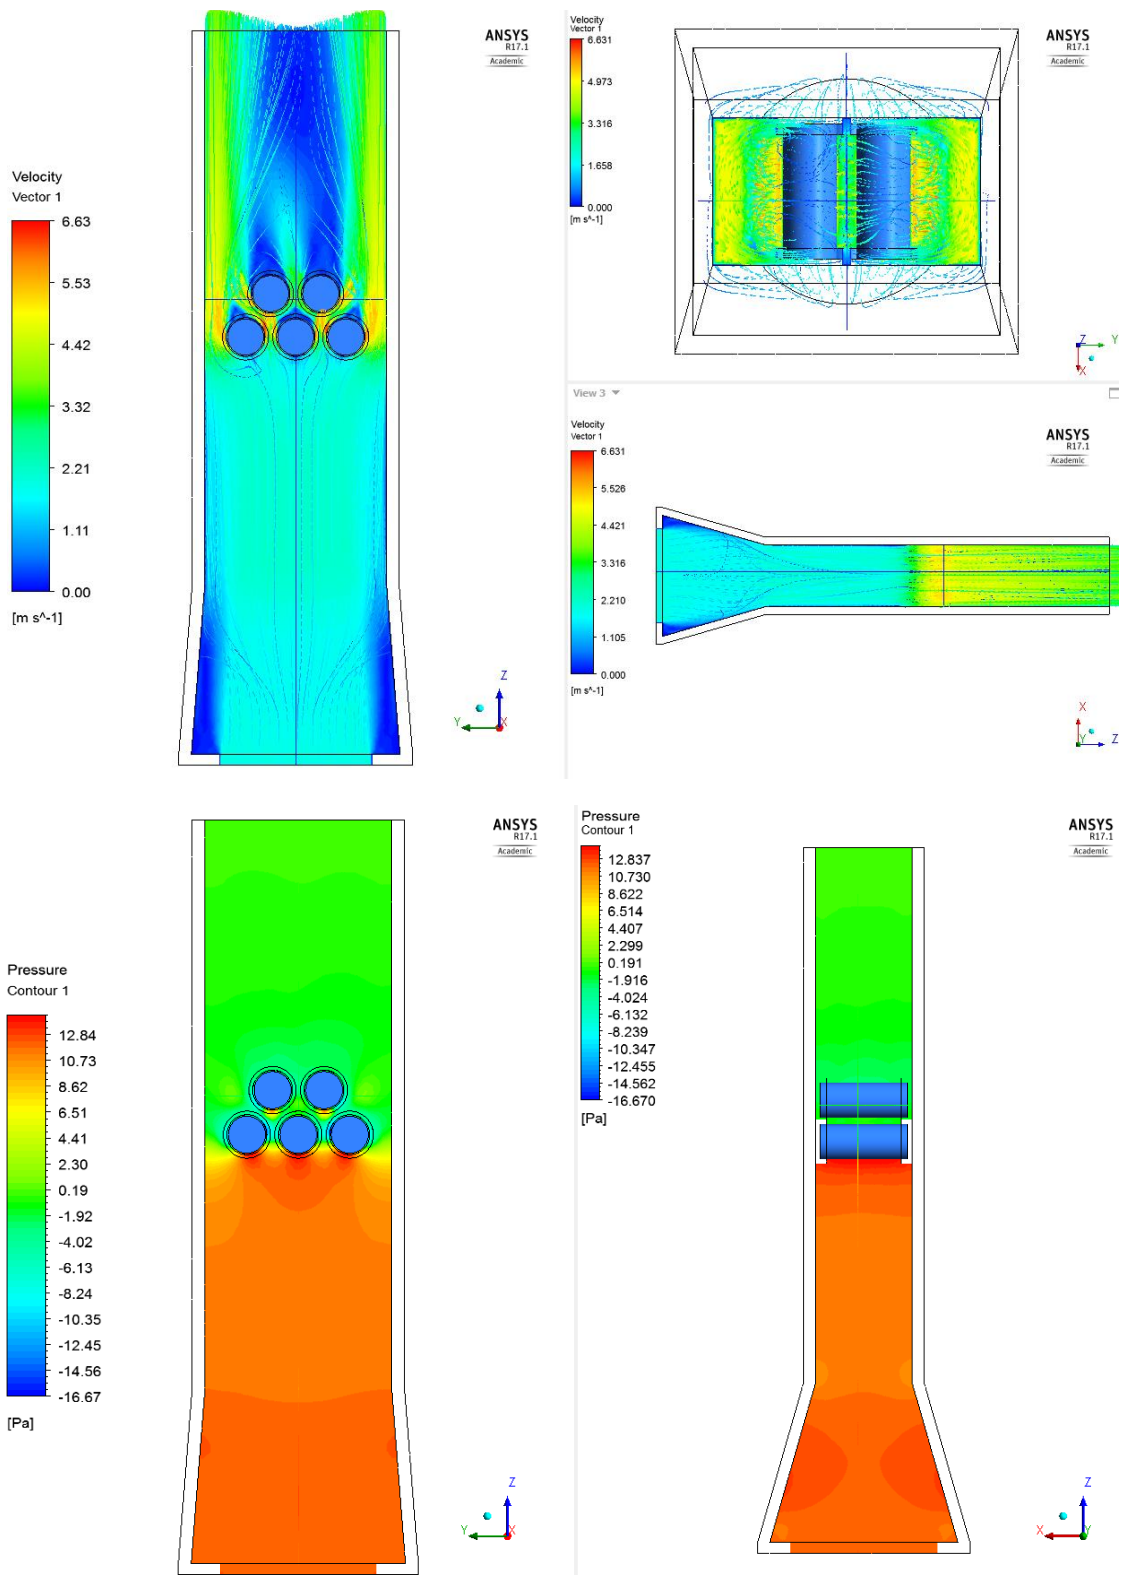 ANSYS
R17.1
Academic
Velocity
Vector 1
6.63
5.53
4.42
3.32
2.21
1.11
0.00
[m s^-1]
Z
Y
X
Velocity
Vector 1
6.631
4.973
3.316
1.658
0.000
[m s^-1]
ANSYS
R17.1
Academic
Z
Y
X
View 3
Velocity
Vector 1
6.631
5.526
4.421
3.316
2.210
1.105
0.000
[m s^-1]
ANSYS
R17.1
Academic
X
Y
Z
ANSYS
R17.1
Academic
Pressure
Contour 1
12.84
10.73
8.62
6.51
4.41
2.30
0.19
-1.92
-4.02
-6.13
-8.24
-10.35
-12.45
-14.56
-16.67
[Pa]
Z
Y
X
Pressure
Contour 1
12.837
10.730
8.622
6.514
4.407
2.299
0.191
-1.916
-4.024
-6.132
-8.239
-10.347
-12.455
-14.562
-16.670
[Pa]
ANSYS
R17.1
Academic
Z
X
Y